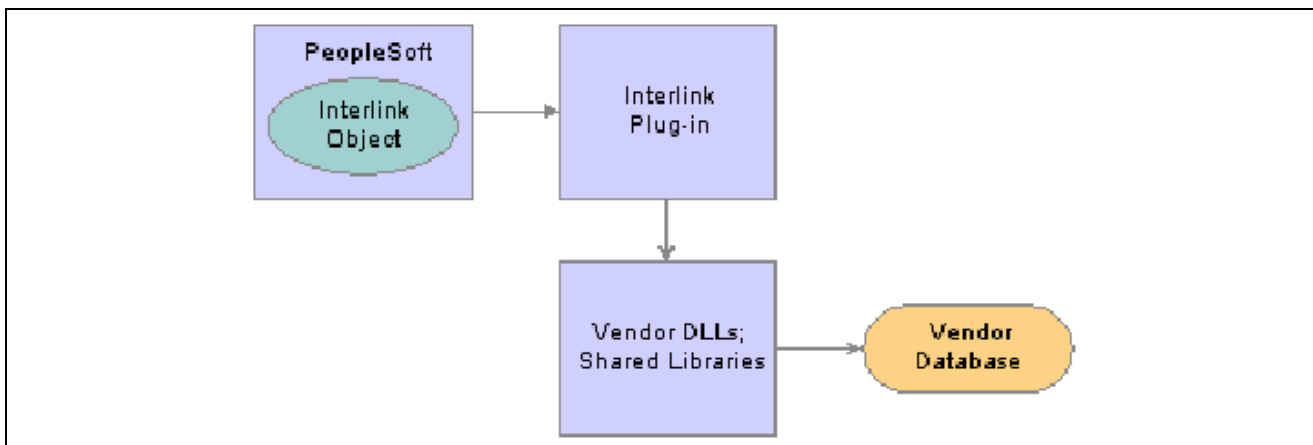 PeopleSoft
Interlink
Object
Interlink
Plug-in
Vendor DLLs;
Shared Libraries
Vendor
Database